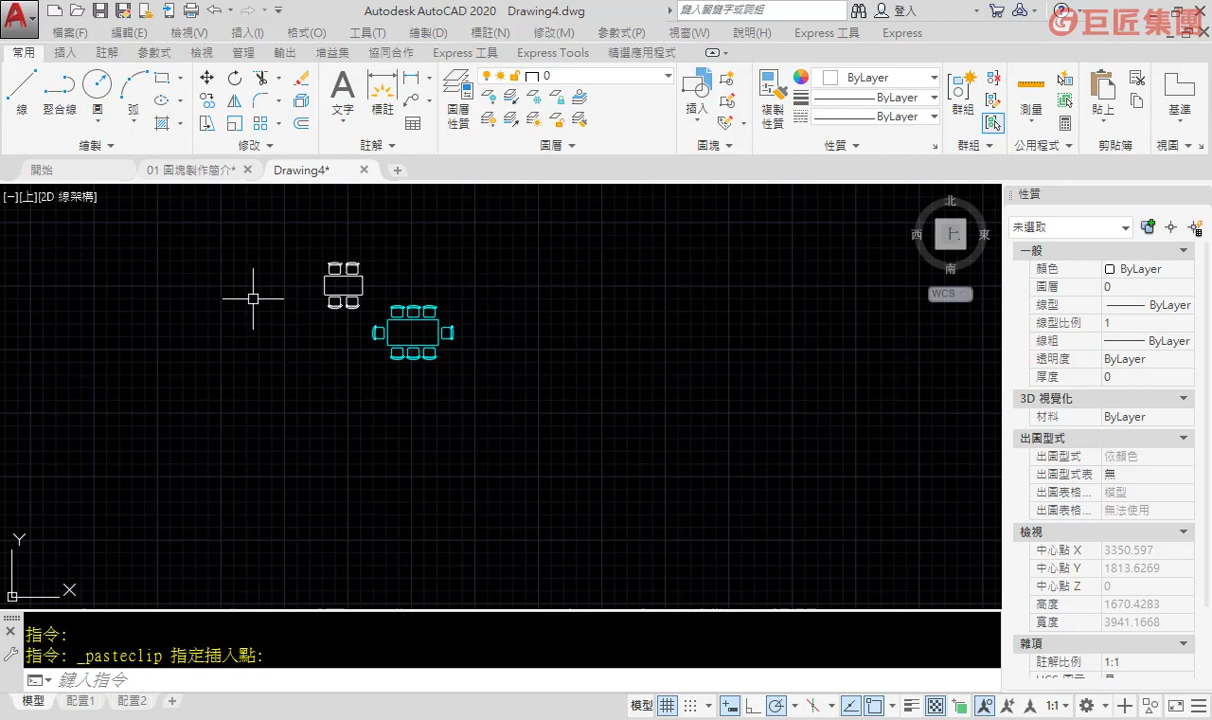 Autodesk AutoCAD 2020 Drawing4.dwg
鍵入關鍵字或詞組
登入
巨匠集團
檔案(F) 編輯(E) 檢視(V) 插入(I) 格式(O) 工具(T) 繪製(D) 標註(N) 修改(M) 參數式(P) 視窗(W) 說明(H) Express 工具 Express
常用 插入 註解 參數式 檢視 管理 輸出 增益集 協同合作 Express 工具 Express Tools 精選應用程式
線 聚合線 圓 弧
文字 標註
圖層性質
0
插入
複製性質
ByLayer
ByLayer
ByLayer
群組
測量
貼上
基準
繪製 修改 註解 圖層 圖塊 性質 群組 公用程式 剪貼簿 視圖
開始 01 圖塊製作簡介* Drawing4*
[−][上][2D 線架構]
北
西 上 東
南
WCS
Y
X
性質
未選取
一般
顏色 ByLayer
圖層 0
線型 ByLayer
線型比例 1
線粗 ByLayer
透明度 ByLayer
厚度 0
3D 視覺化
材料 ByLayer
出圖型式
出圖型式 依顏色
出圖型式表 無
出圖表格... 模型
出圖表格... 無法使用
檢視
中心點 X 3350.597
中心點 Y 1813.6269
中心點 Z 0
高度 1670.4283
寬度 3941.1668
雜項
註解比例 1:1
指令:
指令: _pasteclip 指定插入點:
鍵入指令
模型 配置1 配置2
模型
1:1